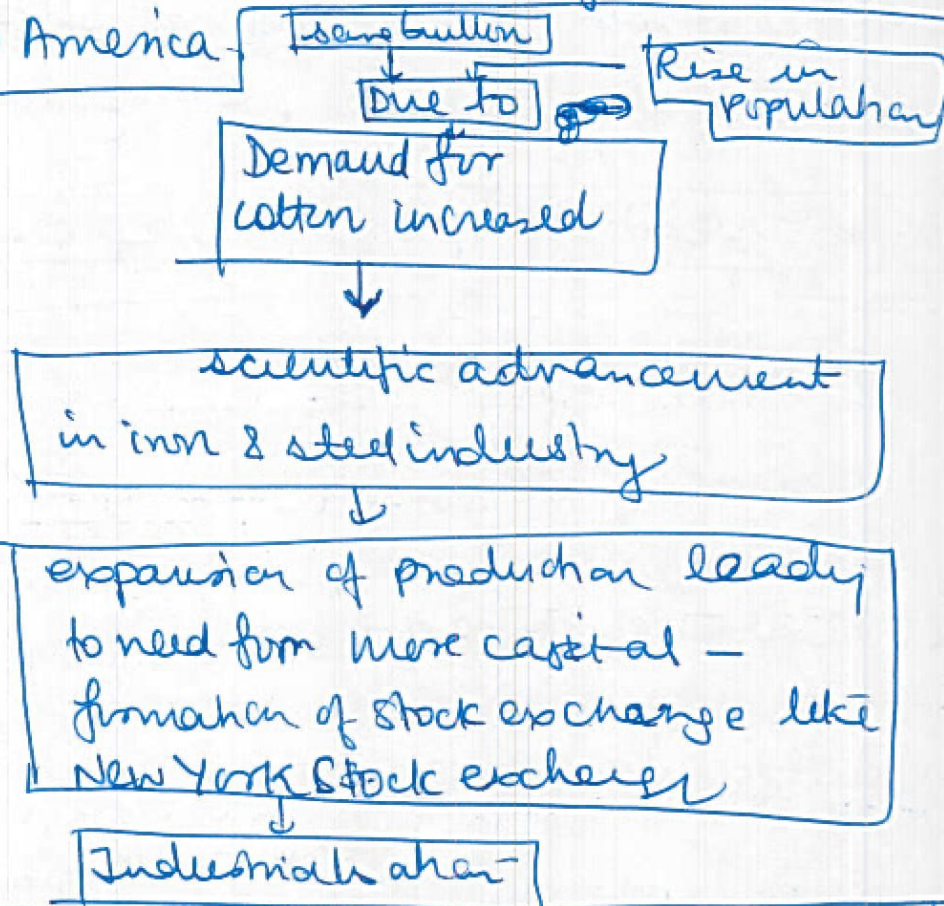 America
Rise in
Population
Due to
Demand for
cotton increased
scientific advancement
in iron & steel industry
expansion of production leading
to need for more capital —
formation of stock exchange like
New York Stock exchange
Industrialisation